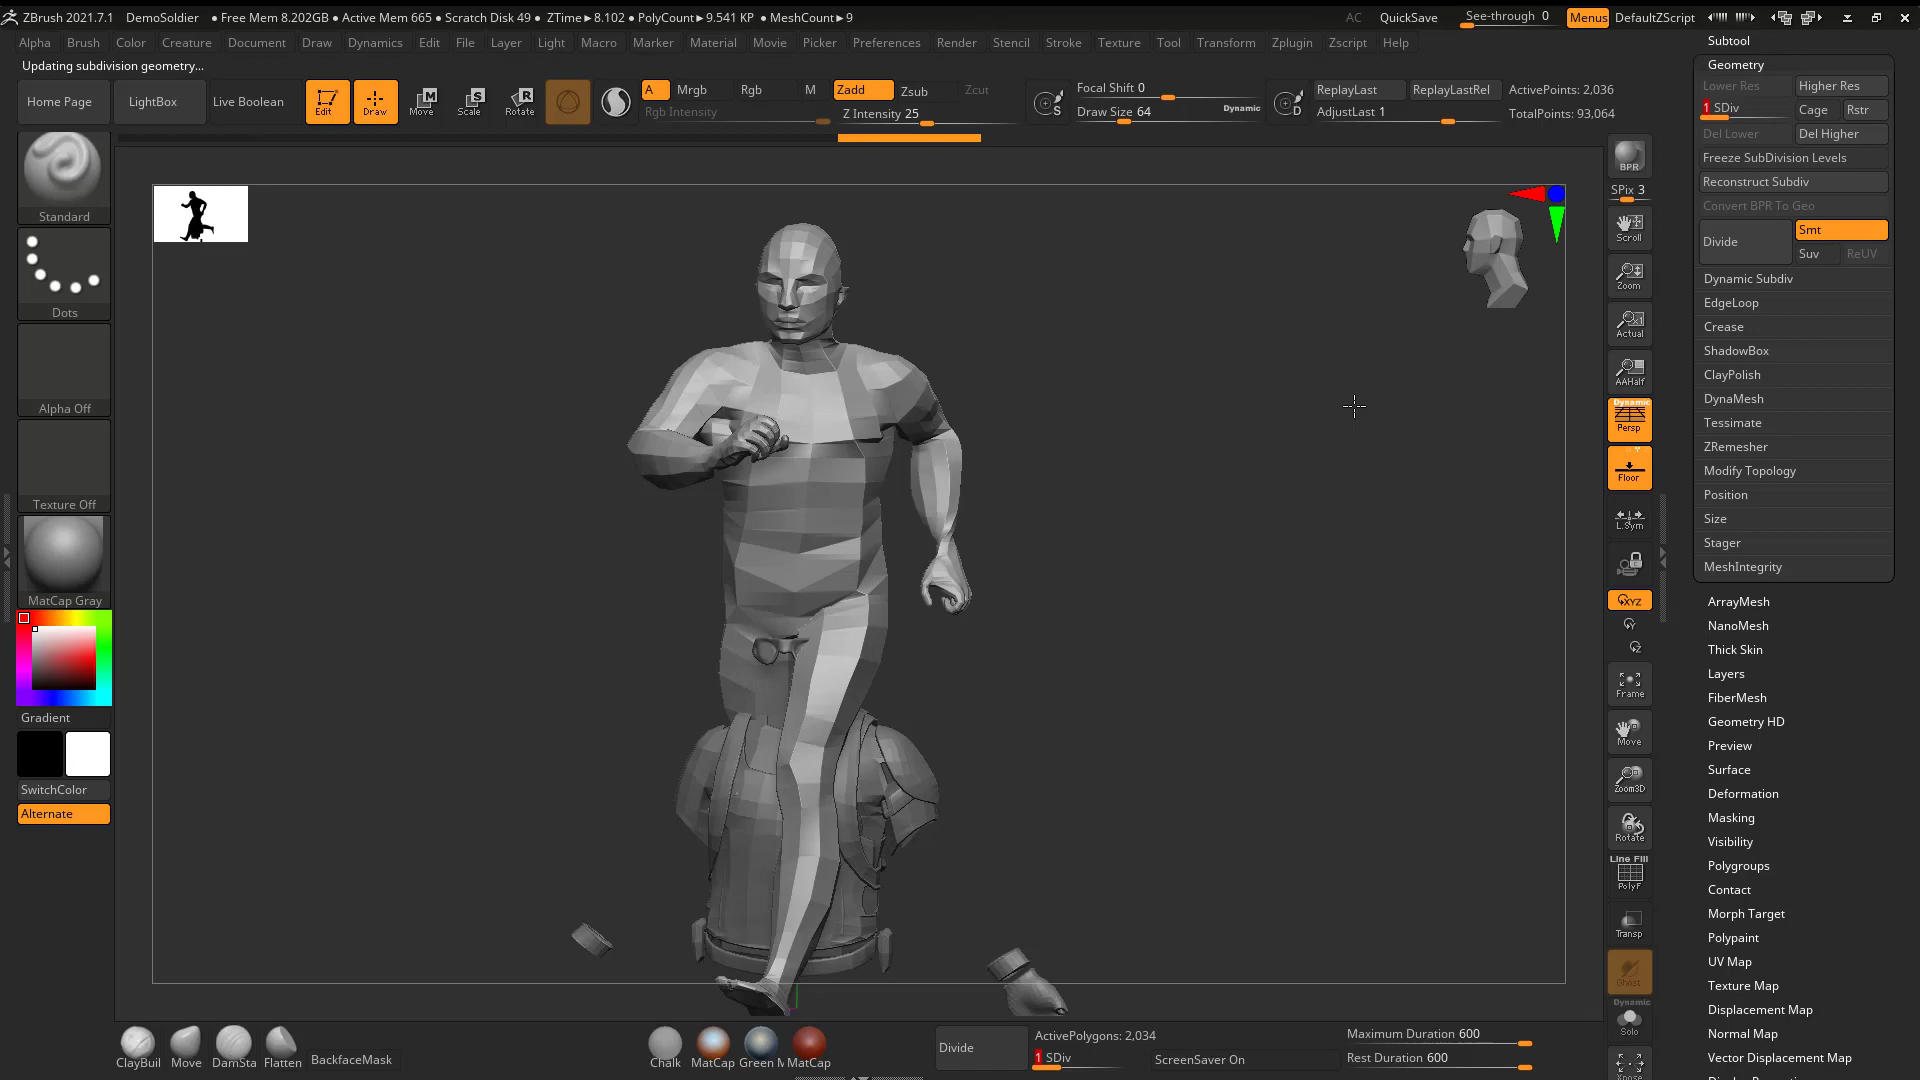 ZBrush 2021.7.1 DemoSoldier • Free Mem 8.202GB • Active Mem 665 • Scratch Disk 49 • ZTime►8.102 • PolyCount►9.541 KP • MeshCount►9 AC QuickSave See-through 0 Menus DefaultZScript
Alpha Brush Color Creature Document Draw Dynamics Edit File Layer Light Macro Marker Material Movie Picker Preferences Render Stencil Stroke Texture Tool Transform Zplugin Zscript Help
Updating subdivision geometry...
Home Page LightBox Live Boolean Edit Draw Move Scale Rotate
M S R
A Mrgb Rgb M Zadd Zsub Zcut
Rgb Intensity Z Intensity 25
S
Focal Shift 0
Draw Size 64 Dynamic
D
ReplayLast ReplayLastRel ActivePoints: 2,036
AdjustLast 1 TotalPoints: 93,064
Standard
Dots
Alpha Off
Texture Off
MatCap Gray
Gradient
SwitchColor
Alternate
BPR
SPix 3
Scroll
Zoom
Actual
AAHalf
Dynamic
Persp
Floor
L.Sym
XYZ
Y
Z
Frame
Move
Zoom3D
Rotate
Line Fill
PolyF
Transp
Ghost
Dynamic
Solo
Xpose
Subtool
Geometry
Lower Res Higher Res
1 SDiv Cage Rstr
Del Lower Del Higher
Freeze SubDivision Levels
Reconstruct Subdiv
Convert BPR To Geo
Divide Smt
Suv ReUV
Dynamic Subdiv
EdgeLoop
Crease
ShadowBox
ClayPolish
DynaMesh
Tessimate
ZRemesher
Modify Topology
Position
Size
Stager
MeshIntegrity
ArrayMesh
NanoMesh
Thick Skin
Layers
FiberMesh
Geometry HD
Preview
Surface
Deformation
Masking
Visibility
Polygroups
Contact
Morph Target
Polypaint
UV Map
Texture Map
Displacement Map
Normal Map
Vector Displacement Map
ClayBuil Move DamSta Flatten BackfaceMask
Chalk MatCap Green M MatCap
Divide ActivePolygons: 2,034
1 SDiv ScreenSaver On
Maximum Duration 600
Rest Duration 600